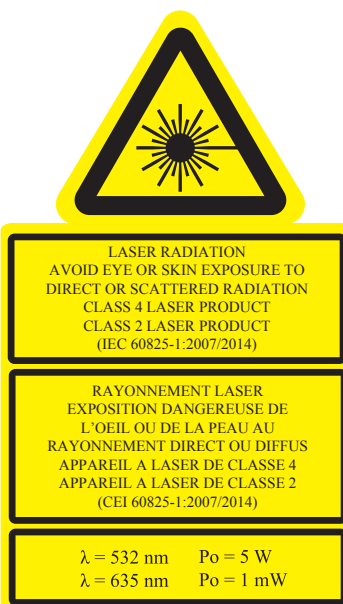 LASER RADIATION
AVOID EYE OR SKIN EXPOSURE TO
DIRECT OR SCATTERED RADIATION
CLASS 4 LASER PRODUCT
CLASS 2 LASER PRODUCT
(IEC 60825-1:2007/2014)
RAYONNEMENT LASER
EXPOSITION DANGEREUSE DE
L'OEIL OU DE LA PEAU AU
RAYONNEMENT DIRECT OU DIFFUS
APPAREIL A LASER DE CLASSE 4
APPAREIL A LASER DE CLASSE 2
(CEI 60825-1:2007/2014)
λ = 532 nm Po = 5 W
λ = 635 nm Po = 1 mW